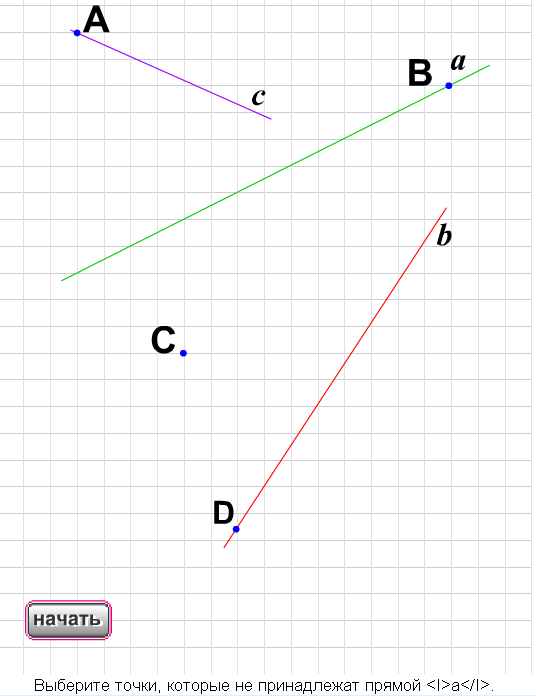 A
a
B
c
b
C
D
начать
Выберите точки, которые не принадлежат прямой <I>a</I>.